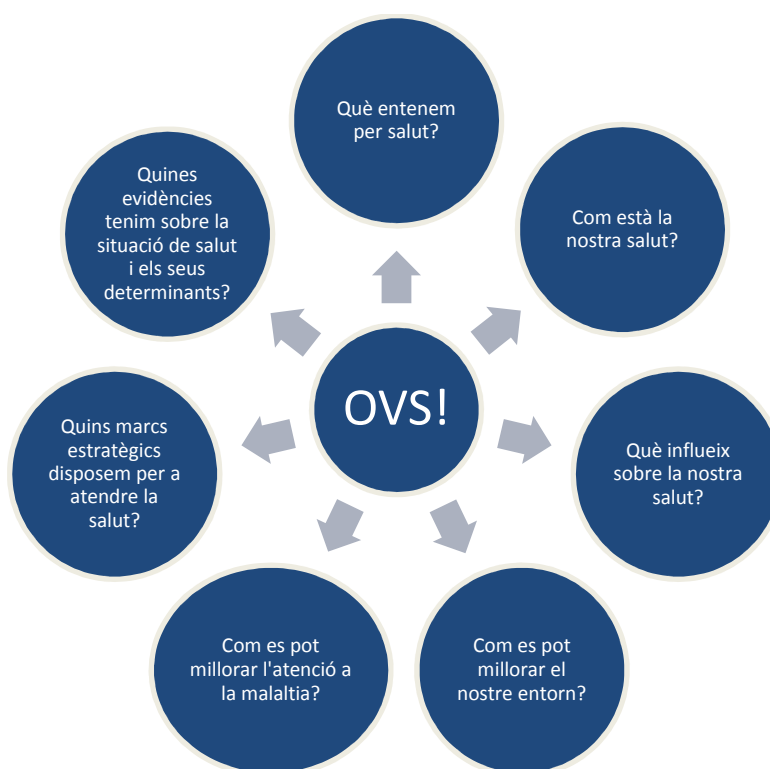 Què entenem
per salut?
Com està la
nostra salut?
Què influeix
sobre la nostra
salut?
Com es pot
millorar el
nostre entorn?
Com es pot
millorar l'atenció a
la malaltia?
Quins marcs
estratègics
disposem per a
atendre la
salut?
Quines
evidències
tenim sobre la
situació de salut
i els seus
determinants?
OVS!